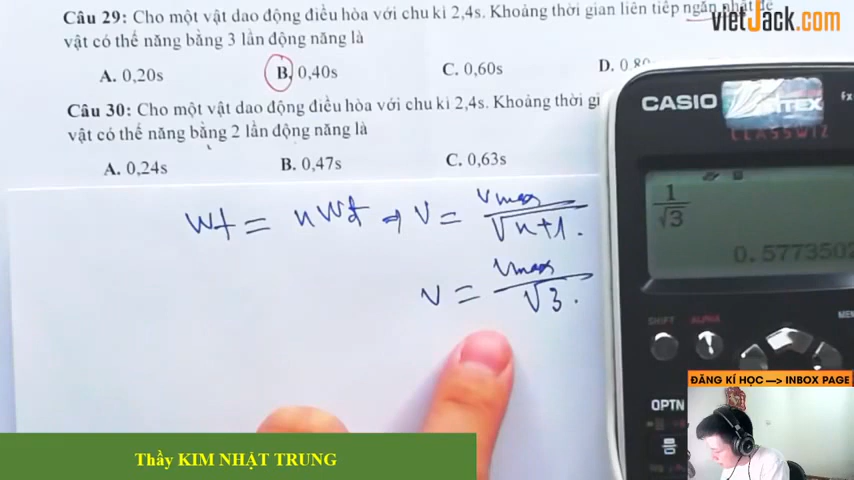 Câu 29: Cho một vật dao động điều hòa với chu kì 2,4s. Khoảng thời gian liên tiếp ngắn nhất để
vietJack.com
vật có thế năng bằng 3 lần động năng là
A. 0,20s B. 0,40s C. 0,60s D. 0,80
Câu 30: Cho một vật dao động điều hòa với chu kì 2,4s. Khoảng thời gi
vật có thế năng bằng 2 lần động năng là
A. 0,24s B. 0,47s C. 0,63s
Wt = nWđ → v = vmax / √n+1.
v = vmax / √3.
CASIO fx
CLASSWIZ
1/√3
0.5773502
SHIFT ALPHA MEN
OPTN
ĐĂNG KÍ HỌC —> INBOX PAGE
Thầy KIM NHẬT TRUNG